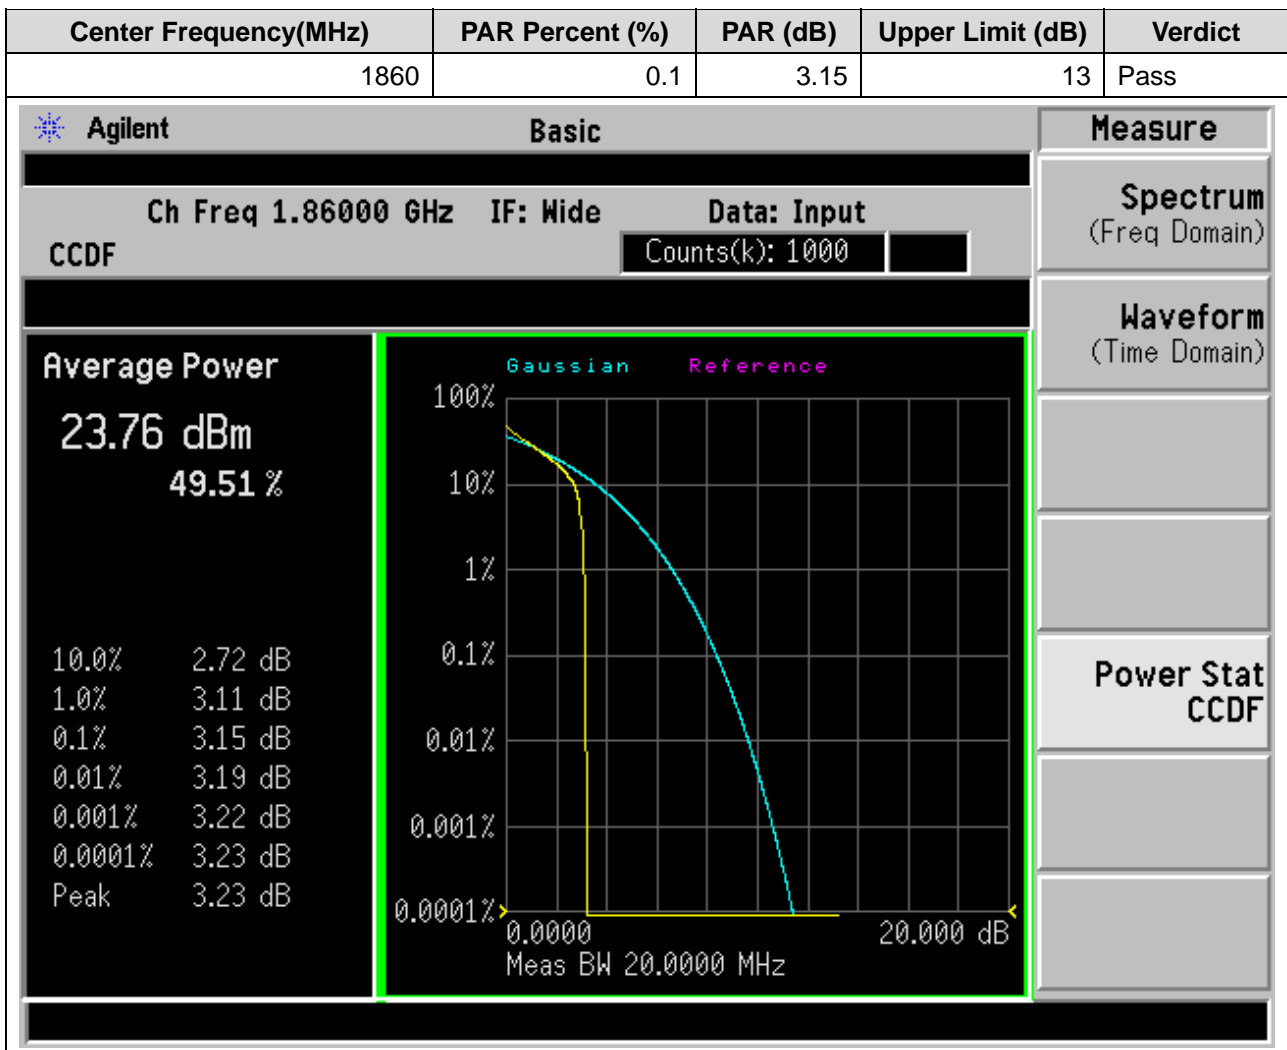 Center Frequency(MHz) PAR Percent (%) PAR (dB) Upper Limit (dB) Verdict
1860 0.1 3.15 13 Pass
Agilent Basic Measure
Ch Freq 1.86000 GHz IF: Wide Data: Input
CCDF Counts(k): 1000
Spectrum
(Freq Domain)
Waveform
(Time Domain)
Power Stat
CCDF
Average Power
23.76 dBm
49.51 %
10.0% 2.72 dB
1.0% 3.11 dB
0.1% 3.15 dB
0.01% 3.19 dB
0.001% 3.22 dB
0.0001% 3.23 dB
Peak 3.23 dB
Gaussian Reference
100%
10%
1%
0.1%
0.01%
0.001%
0.0001%
0.0000 20.000 dB
Meas BW 20.0000 MHz